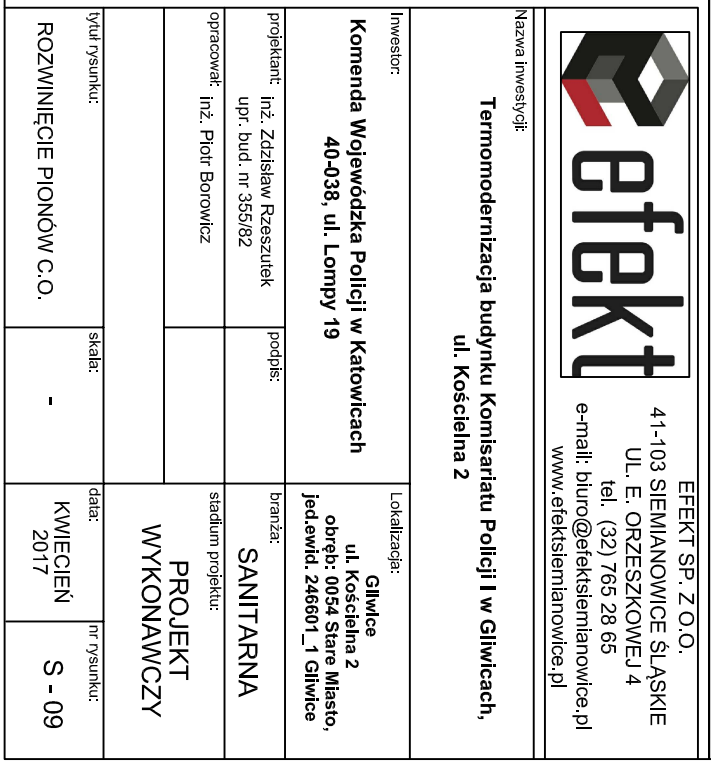 efekt
EFEKT SP. Z O.O.
41-103 SIEMIANOWICE ŚLĄSKIE
UL. E. ORZESZKOWEJ 4
tel. (32) 765 28 65
e-mail: biuro@efektsiemianowice.pl
www.efektsiemianowice.pl
Nazwa inwestycji:
Termomodernizacja budynku Komisariatu Policji I w Gliwicach,
ul. Kościelna 2
Inwestor:
Komenda Wojewódzka Policji w Katowicach
40-038, ul. Lompy 19
Lokalizacja:
Gliwice
ul. Kościelna 2
obręb: 0054 Stare Miasto,
jed.ewid. 246601_1 Gliwice
projektant:
inż. Zdzisław Rzeszutek
upr. bud. nr 355/82
podpis:
branża:
SANITARNA
opracował:
inż. Piotr Borowicz
stadium projektu:
PROJEKT
WYKONAWCZY
tytuł rysunku:
ROZWINIĘCIE PIONÓW C.O.
skala:
-
data:
KWIECIEŃ
2017
nr rysunku:
S - 09